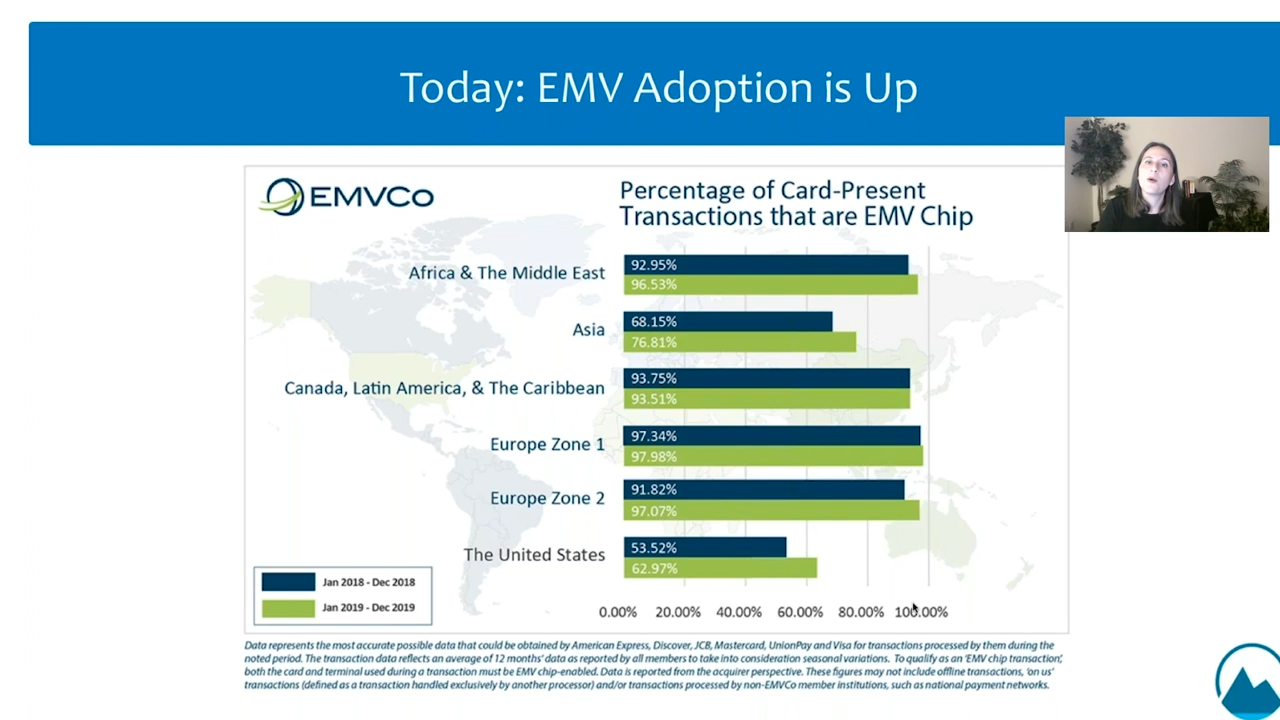 Today: EMV Adoption is Up
EMVCo
Percentage of Card-Present
Transactions that are EMV Chip
Africa & The Middle East
92.95%
96.53%
Asia
68.15%
76.81%
Canada, Latin America, & The Caribbean
93.75%
93.51%
Europe Zone 1
97.34%
97.98%
Europe Zone 2
91.82%
97.07%
The United States
53.52%
62.97%
Jan 2018 - Dec 2018
Jan 2019 - Dec 2019
0.00% 20.00% 40.00% 60.00% 80.00% 100.00%
Data represents the most accurate possible data that could be obtained by American Express, Discover, JCB, Mastercard, UnionPay and Visa for transactions processed by them during the
noted period. The transaction data reflects an average of 12 months' data as reported by all members to take into consideration seasonal variations. To qualify as an 'EMV chip transaction',
both the card and terminal used during a transaction must be EMV chip-enabled. Data is reported from the acquirer perspective. These figures may not include offline transactions, 'on us'
transactions (defined as a transaction handled exclusively by another processor) and/or transactions processed by non-EMVCo member institutions, such as national payment networks.